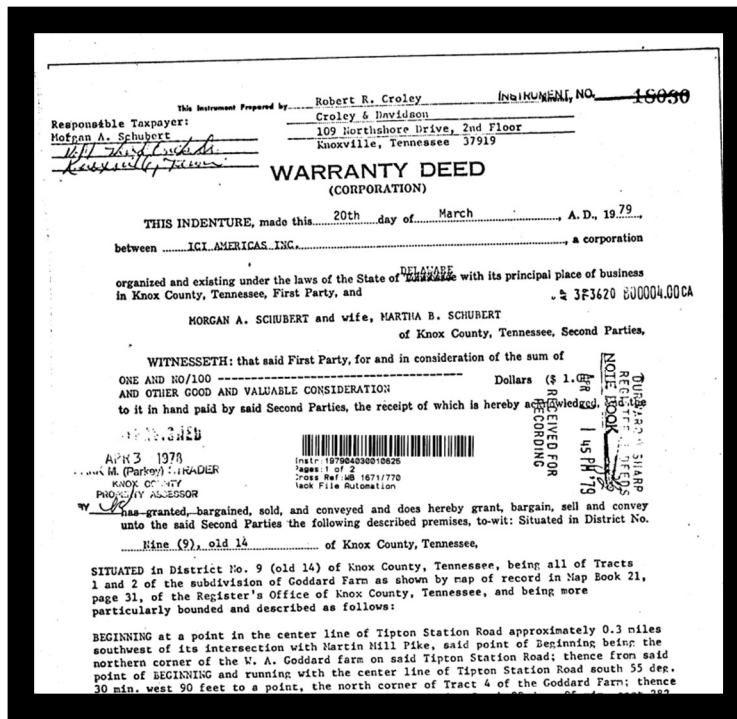 This Instrument Prepared by Robert R. Croley
INSTRUMENT NO. 18030
Croley & Davidson
109 Northshore Drive, 2nd Floor
Knoxville, Tennessee 37919
Responsible Taxpayer:
Morgan A. Schubert
WARRANTY DEED
(CORPORATION)
THIS INDENTURE, made this 20th day of March, A. D., 1979,
between ICI AMERICAS INC., a corporation
organized and existing under the laws of the State of DELAWARE with its principal place of business
in Knox County, Tennessee, First Party, and
3F3620 B00004.00CA
MORGAN A. SCHUBERT and wife, MARTHA B. SCHUBERT
of Knox County, Tennessee, Second Parties,
WITNESSETH: that said First Party, for and in consideration of the sum of
ONE AND NO/100 -------------------------------- Dollars ($ 1.
AND OTHER GOOD AND VALUABLE CONSIDERATION
to it in hand paid by said Second Parties, the receipt of which is hereby acknowledged, and the
NOTE BOOK
REGISTER DEEDS
SHARP
APR 1 45 PM '79
RECEIVED FOR
RECORDING
APR 3 1978
M. (Parkey) STRADER
KNOX COUNTY
PROPERTY ASSESSOR
BY
Instr:197904030010625
Pages:1 of 2
Cross Ref:WB 1671/770
Back File Automation
has granted, bargained, sold, and conveyed and does hereby grant, bargain, sell and convey
unto the said Second Parties the following described premises, to-wit: Situated in District No.
Nine (9), old 14 of Knox County, Tennessee,
SITUATED in District No. 9 (old 14) of Knox County, Tennessee, being all of Tracts
1 and 2 of the subdivision of Goddard Farm as shown by map of record in Map Book 21,
page 31, of the Register's Office of Knox County, Tennessee, and being more
particularly bounded and described as follows:
BEGINNING at a point in the center line of Tipton Station Road approximately 0.3 miles
southwest of its intersection with Martin Mill Pike, said point of Beginning being the
northern corner of the W. A. Goddard farm on said Tipton Station Road; thence from said
point of BEGINNING and running with the center line of Tipton Station Road south 55 deg.
30 min. west 90 feet to a point, the north corner of Tract 4 of the Goddard Farm; thence